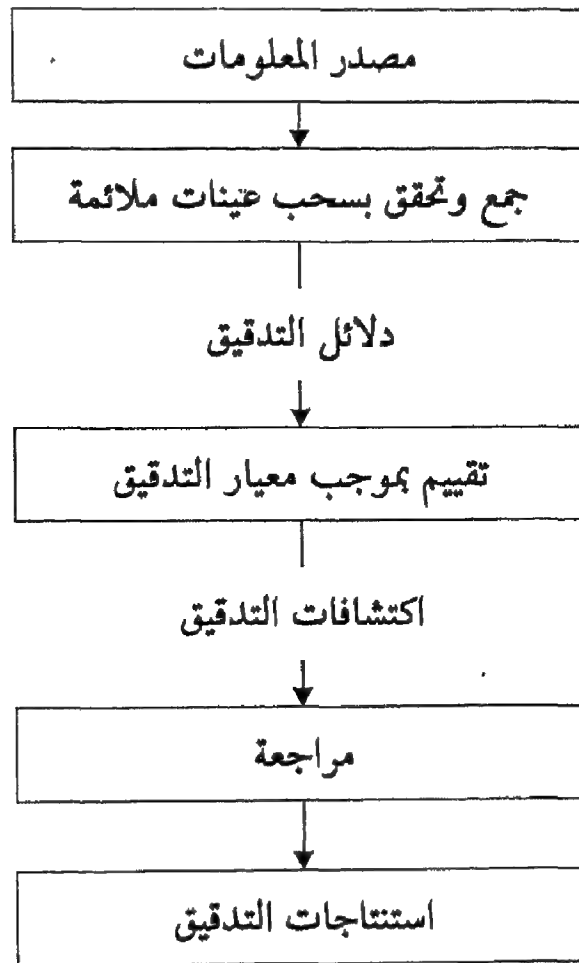 مصدر المعلومات
جمع وتحقق بسحب عينات ملائمة
دلائل التدقيق
تقييم بموجب معيار التدقيق
اكتشافات التدقيق
مراجعة
استنتاجات التدقيق